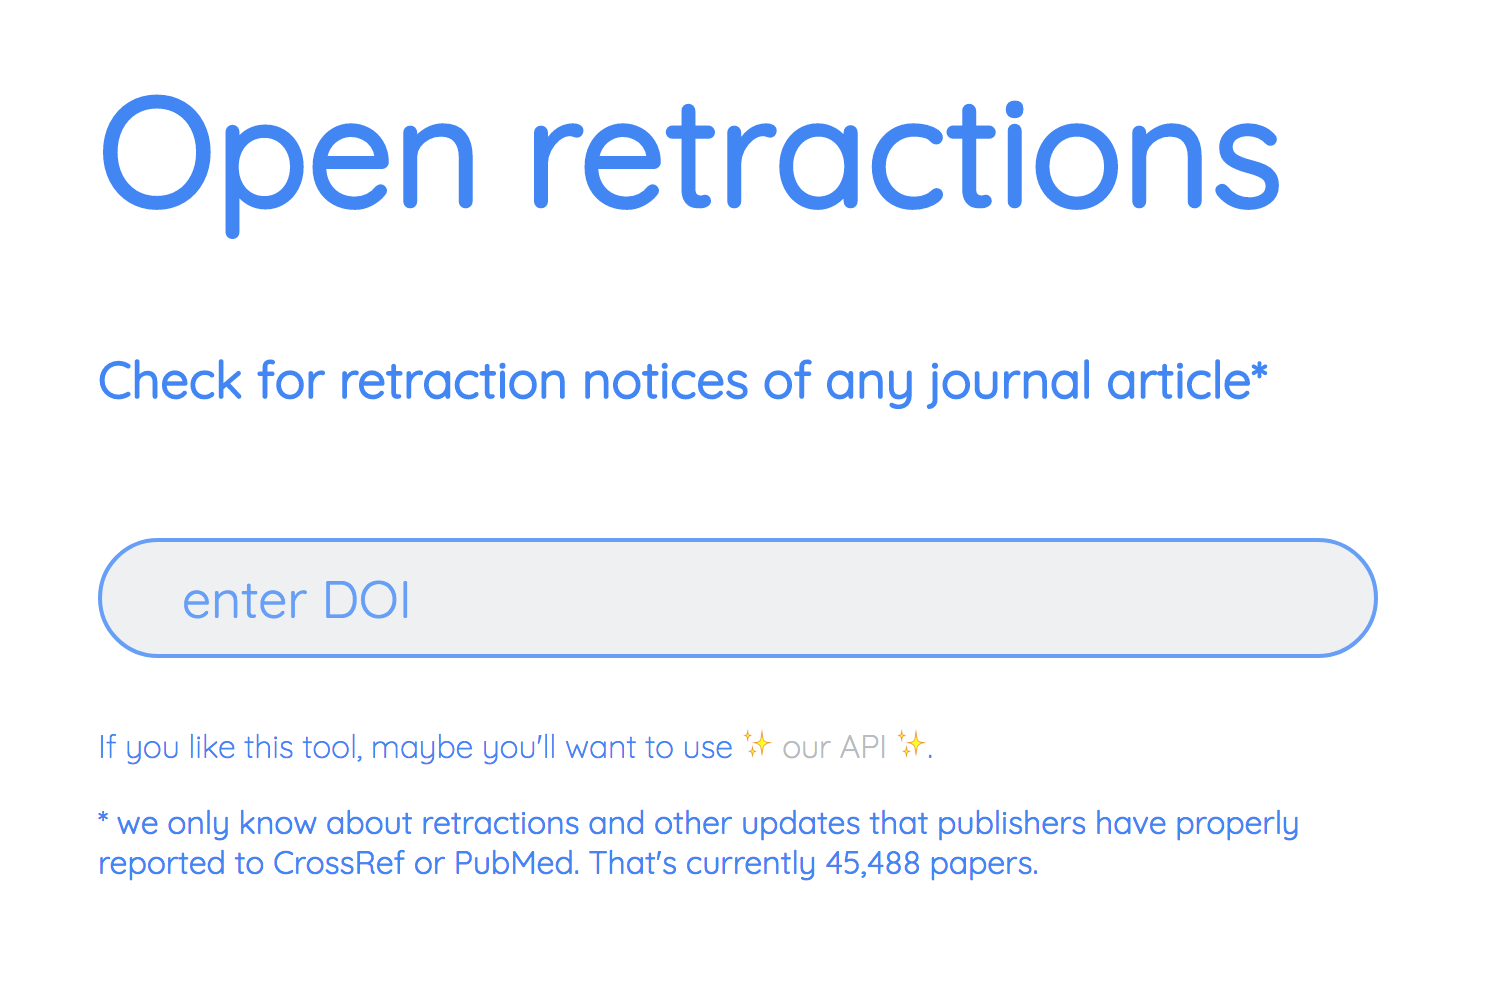 Open retractions
Check for retraction notices of any journal article*
enter DOI
If you like this tool, maybe you'll want to use ✨ our API ✨.
* we only know about retractions and other updates that publishers have properly
reported to CrossRef or PubMed. That's currently 45,488 papers.